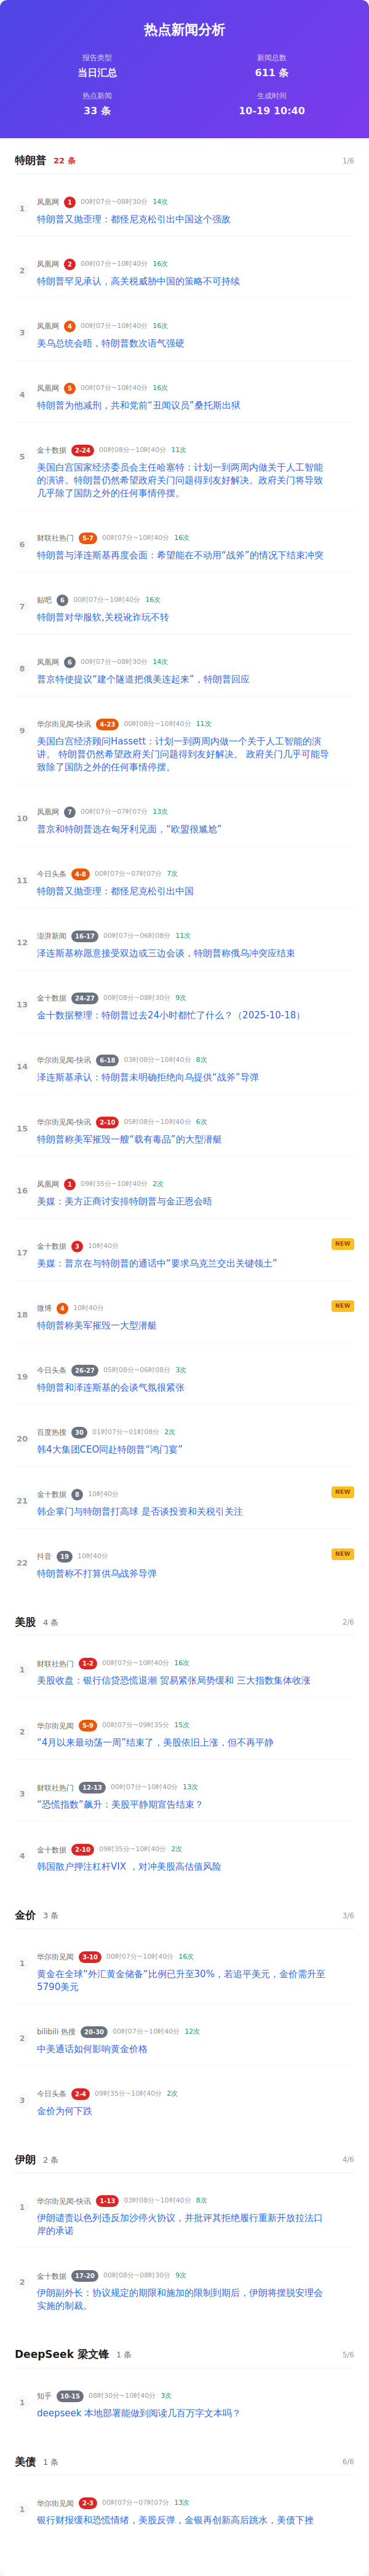 热点新闻分析
报告类型 新闻总数
当日汇总 611 条
热点新闻 生成时间
33 条 10-19 10:40
特朗普 22 条 1/6
1
凤凰网 1 00时07分~08时30分 14次
特朗普又抛歪理：都怪尼克松引出中国这个强敌
2
凤凰网 2 00时07分~10时40分 16次
特朗普罕见承认，高关税威胁中国的策略不可持续
3
凤凰网 4 00时07分~10时40分 16次
美乌总统会晤，特朗普数次语气强硬
4
凤凰网 5 00时07分~10时40分 16次
特朗普为他减刑，共和党前“丑闻议员”桑托斯出狱
5
金十数据 2-24 00时08分~10时40分 11次
美国白宫国家经济委员会主任哈塞特：计划一到两周内做关于人工智能
的演讲。特朗普仍然希望政府关门问题得到友好解决。政府关门将导致
几乎除了国防之外的任何事情停摆。
6
财联社热门 5-7 00时07分~10时40分 16次
特朗普与泽连斯基再度会面：希望能在不动用“战斧”的情况下结束冲突
7
贴吧 6 00时07分~10时40分 16次
特朗普对华服软,关税讹诈玩不转
8
凤凰网 6 00时07分~08时30分 14次
普京特使提议“建个隧道把俄美连起来”，特朗普回应
9
华尔街见闻-快讯 4-23 00时08分~10时40分 11次
美国白宫经济顾问Hassett：计划一到两周内做一个关于人工智能的演
讲。 特朗普仍然希望政府关门问题得到友好解决。 政府关门几乎可能导
致除了国防之外的任何事情停摆。
10
凤凰网 7 00时07分~07时07分 13次
普京和特朗普选在匈牙利见面，“欧盟很尴尬”
11
今日头条 4-8 00时07分~07时07分 7次
特朗普又抛歪理：都怪尼克松引出中国
12
澎湃新闻 16-17 00时07分~06时08分 11次
泽连斯基称愿意接受双边或三边会谈，特朗普称俄乌冲突应结束
13
金十数据 24-27 00时08分~08时30分 9次
金十数据整理：特朗普过去24小时都忙了什么？（2025-10-18）
14
华尔街见闻-快讯 6-18 03时08分~10时40分 8次
泽连斯基承认：特朗普未明确拒绝向乌提供“战斧”导弹
15
华尔街见闻-快讯 2-10 05时08分~10时40分 6次
特朗普称美军摧毁一艘“载有毒品”的大型潜艇
16
凤凰网 1 09时35分~10时40分 2次
美媒：美方正商讨安排特朗普与金正恩会晤
17
金十数据 3 10时40分 NEW
美媒：普京在与特朗普的通话中“要求乌克兰交出关键领土”
18
微博 4 10时40分 NEW
特朗普称美军摧毁一大型潜艇
19
今日头条 26-27 05时08分~06时08分 3次
特朗普和泽连斯基的会谈气氛很紧张
20
百度热搜 30 01时07分~01时08分 2次
韩4大集团CEO同赴特朗普“鸿门宴”
21
金十数据 8 10时40分 NEW
韩企掌门与特朗普打高球 是否谈投资和关税引关注
22
抖音 19 10时40分 NEW
特朗普称不打算供乌战斧导弹
美股 4 条 2/6
1
财联社热门 1-2 00时07分~10时40分 16次
美股收盘：银行信贷恐慌退潮 贸易紧张局势缓和 三大指数集体收涨
2
华尔街见闻 5-9 00时07分~09时35分 15次
“4月以来最动荡一周”结束了，美股依旧上涨，但不再平静
3
财联社热门 12-13 00时07分~10时40分 13次
“恐慌指数”飙升：美股平静期宣告结束？
4
金十数据 2-10 09时35分~10时40分 2次
韩国散户押注杠杆VIX ，对冲美股高估值风险
金价 3 条 3/6
1
华尔街见闻 3-10 00时07分~10时40分 16次
黄金在全球“外汇黄金储备”比例已升至30%，若追平美元，金价需升至
5790美元
2
bilibili 热搜 20-30 00时07分~10时40分 12次
中美通话如何影响黄金价格
3
今日头条 2-4 09时35分~10时40分 2次
金价为何下跌
伊朗 2 条 4/6
1
华尔街见闻-快讯 1-13 03时08分~10时40分 8次
伊朗谴责以色列违反加沙停火协议，并批评其拒绝履行重新开放拉法口
岸的承诺
2
金十数据 17-20 00时08分~08时30分 9次
伊朗副外长：协议规定的期限和施加的限制到期后，伊朗将摆脱安理会
实施的制裁。
DeepSeek 梁文锋 1 条 5/6
1
知乎 10-15 08时30分~10时40分 3次
deepseek 本地部署能做到阅读几百万字文本吗？
美债 1 条 6/6
1
华尔街见闻 2-3 00时07分~07时07分 13次
银行财报缓和恐慌情绪，美股反弹，金银再创新高后跳水，美债下挫